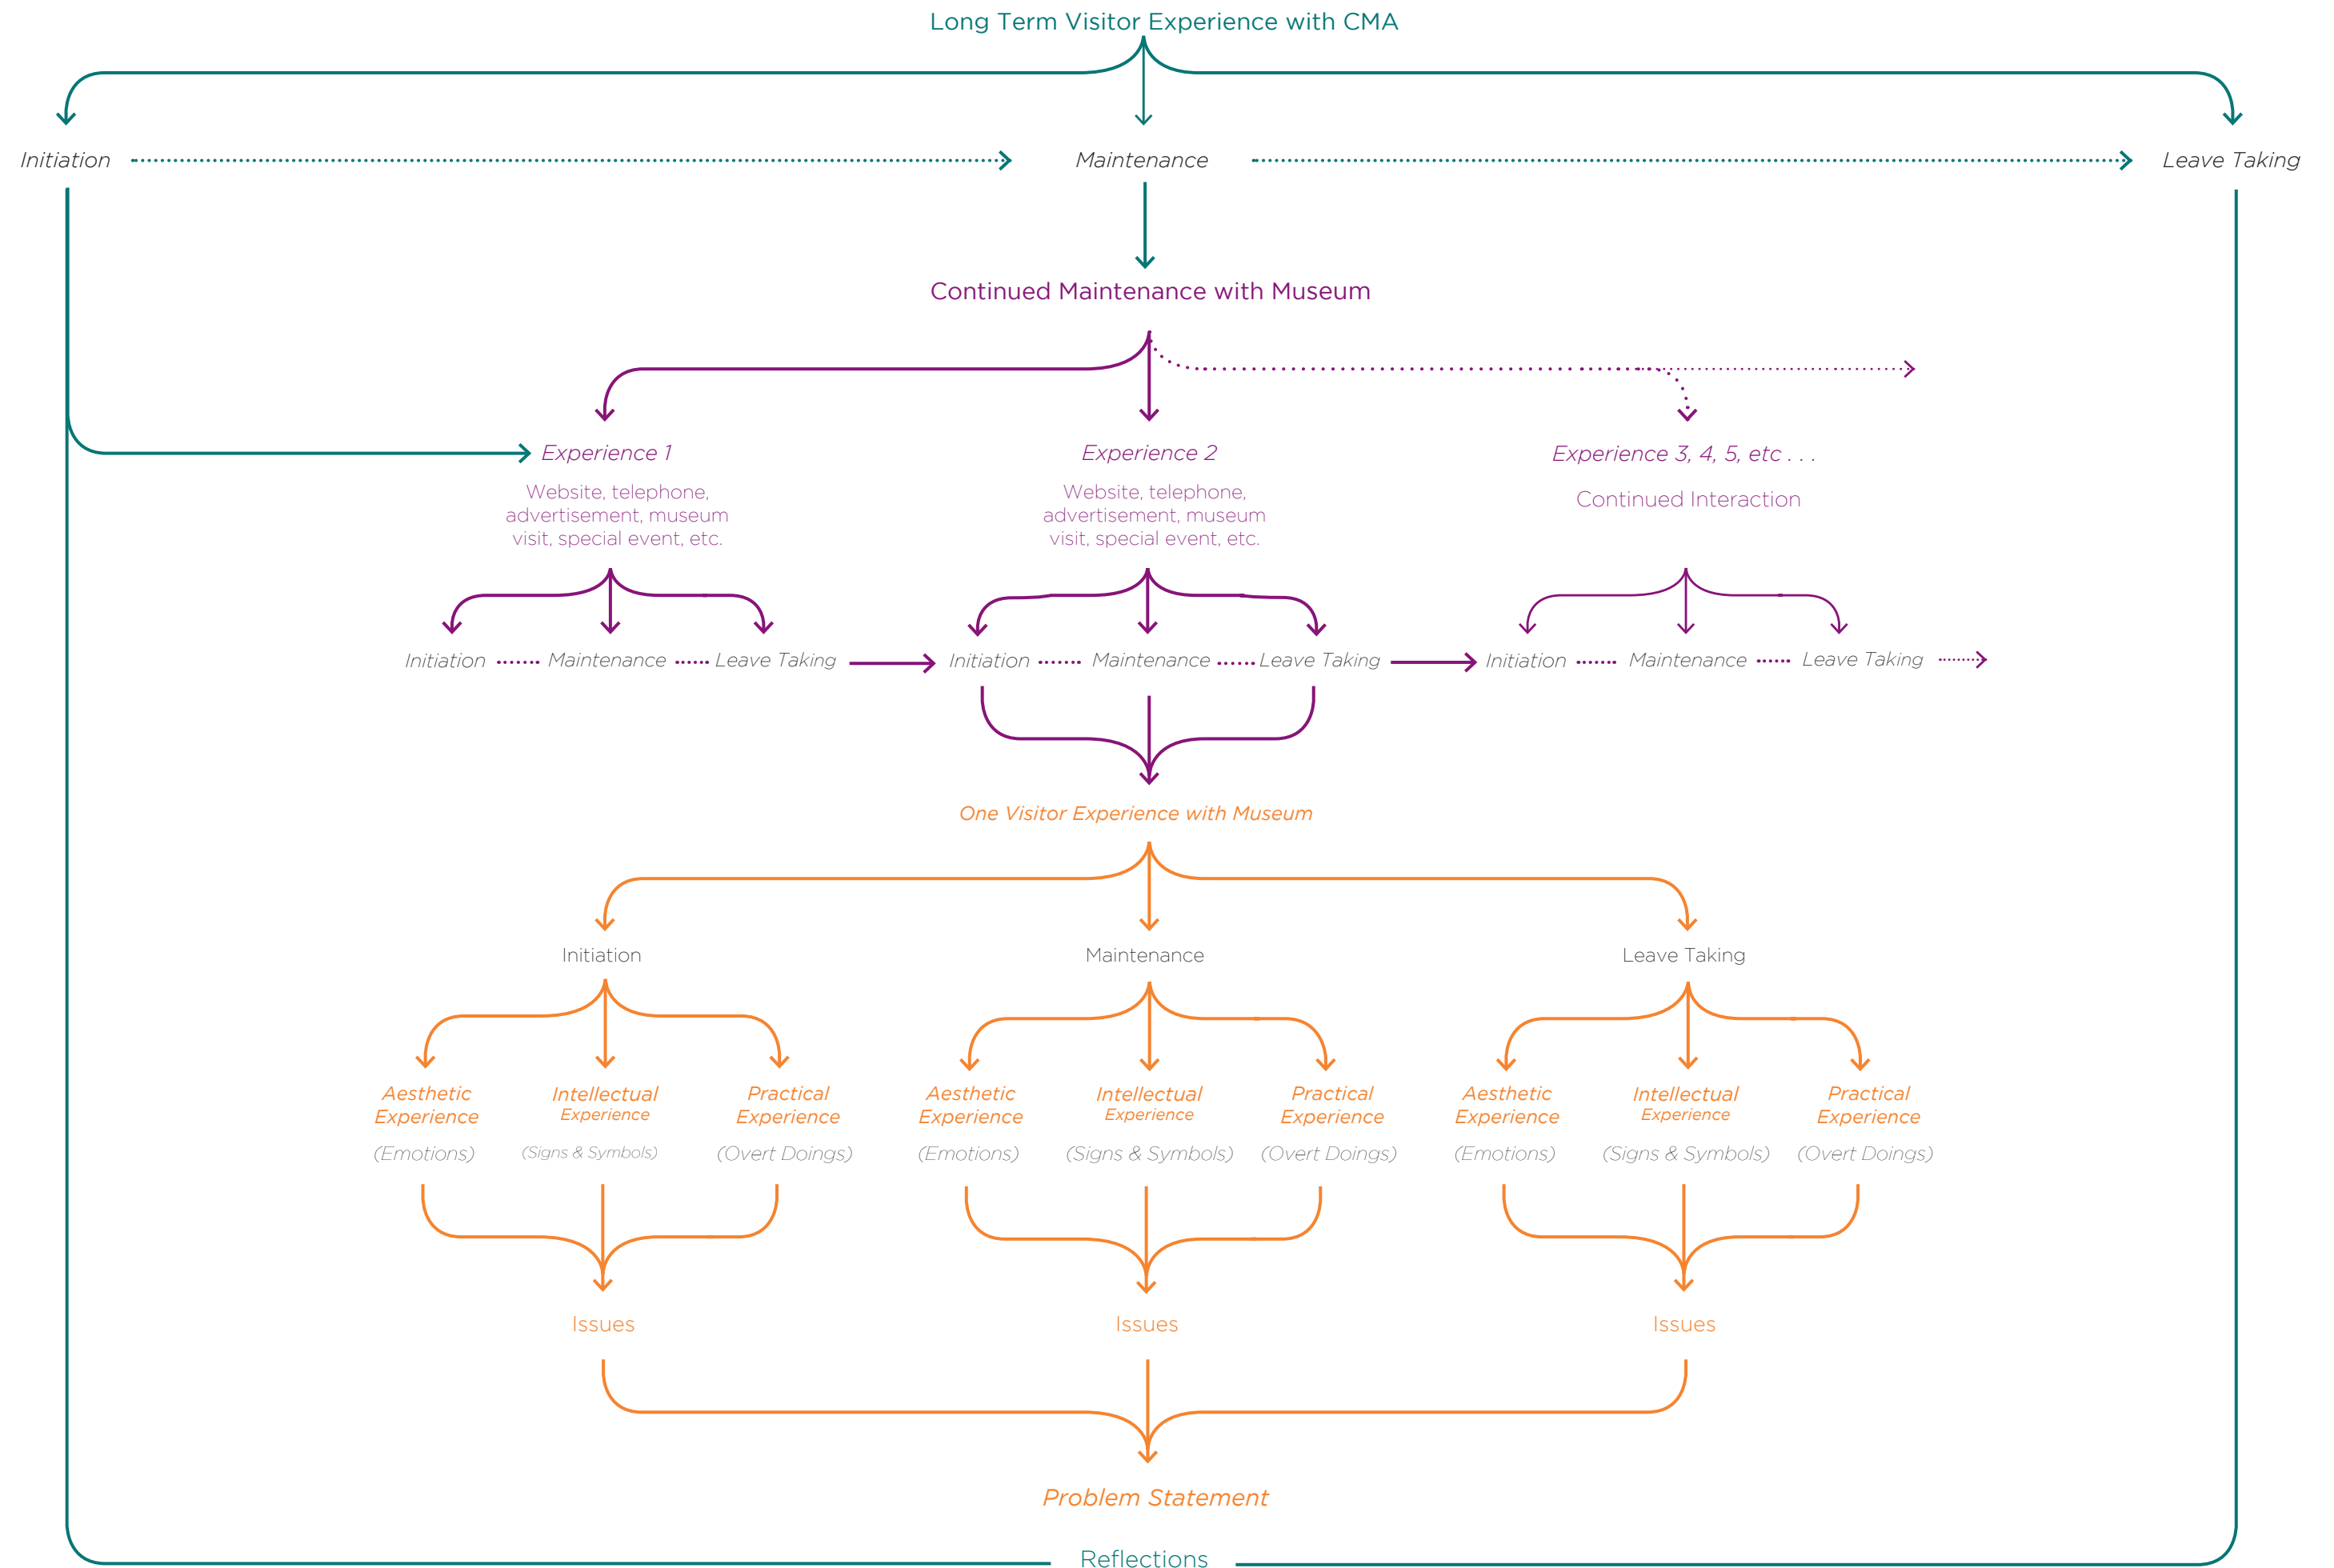 Long Term Visitor Experience with CMA
Initiation
Maintenance
Leave Taking
Continued Maintenance with Museum
Experience 1
Website, telephone,
advertisement, museum
visit, special event, etc.
Experience 2
Website, telephone,
advertisement, museum
visit, special event, etc.
Experience 3, 4, 5, etc . . .
Continued Interaction
Initiation
Maintenance
Leave Taking
Initiation
Maintenance
Leave Taking
Initiation
Maintenance
Leave Taking
One Visitor Experience with Museum
Initiation
Maintenance
Leave Taking
Aesthetic
Experience
(Emotions)
Intellectual
Experience
(Signs & Symbols)
Practical
Experience
(Overt Doings)
Aesthetic
Experience
(Emotions)
Intellectual
Experience
(Signs & Symbols)
Practical
Experience
(Overt Doings)
Aesthetic
Experience
(Emotions)
Intellectual
Experience
(Signs & Symbols)
Practical
Experience
(Overt Doings)
Issues
Issues
Issues
Problem Statement
Reflections